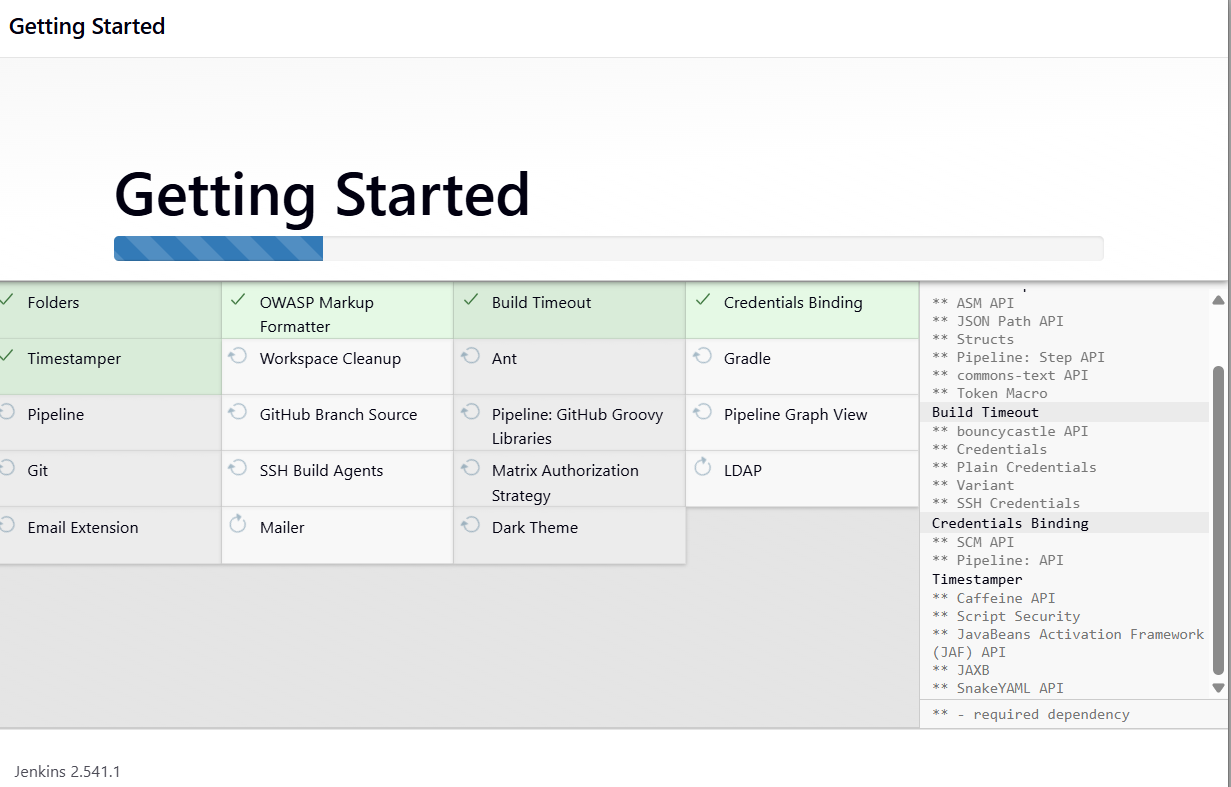 Getting Started
Getting Started
Folders
OWASP Markup
Formatter
Build Timeout
Credentials Binding
Timestamper
Workspace Cleanup
Ant
Gradle
Pipeline
GitHub Branch Source
Pipeline: GitHub Groovy
Libraries
Pipeline Graph View
Git
SSH Build Agents
Matrix Authorization
Strategy
LDAP
Email Extension
Mailer
Dark Theme
** ASM API
** JSON Path API
** Structs
** Pipeline: Step API
** commons-text API
** Token Macro
Build Timeout
** bouncycastle API
** Credentials
** Plain Credentials
** Variant
** SSH Credentials
Credentials Binding
** SCM API
** Pipeline: API
Timestamper
** Caffeine API
** Script Security
** JavaBeans Activation Framework
(JAF) API
** JAXB
** SnakeYAML API
** - required dependency
Jenkins 2.541.1